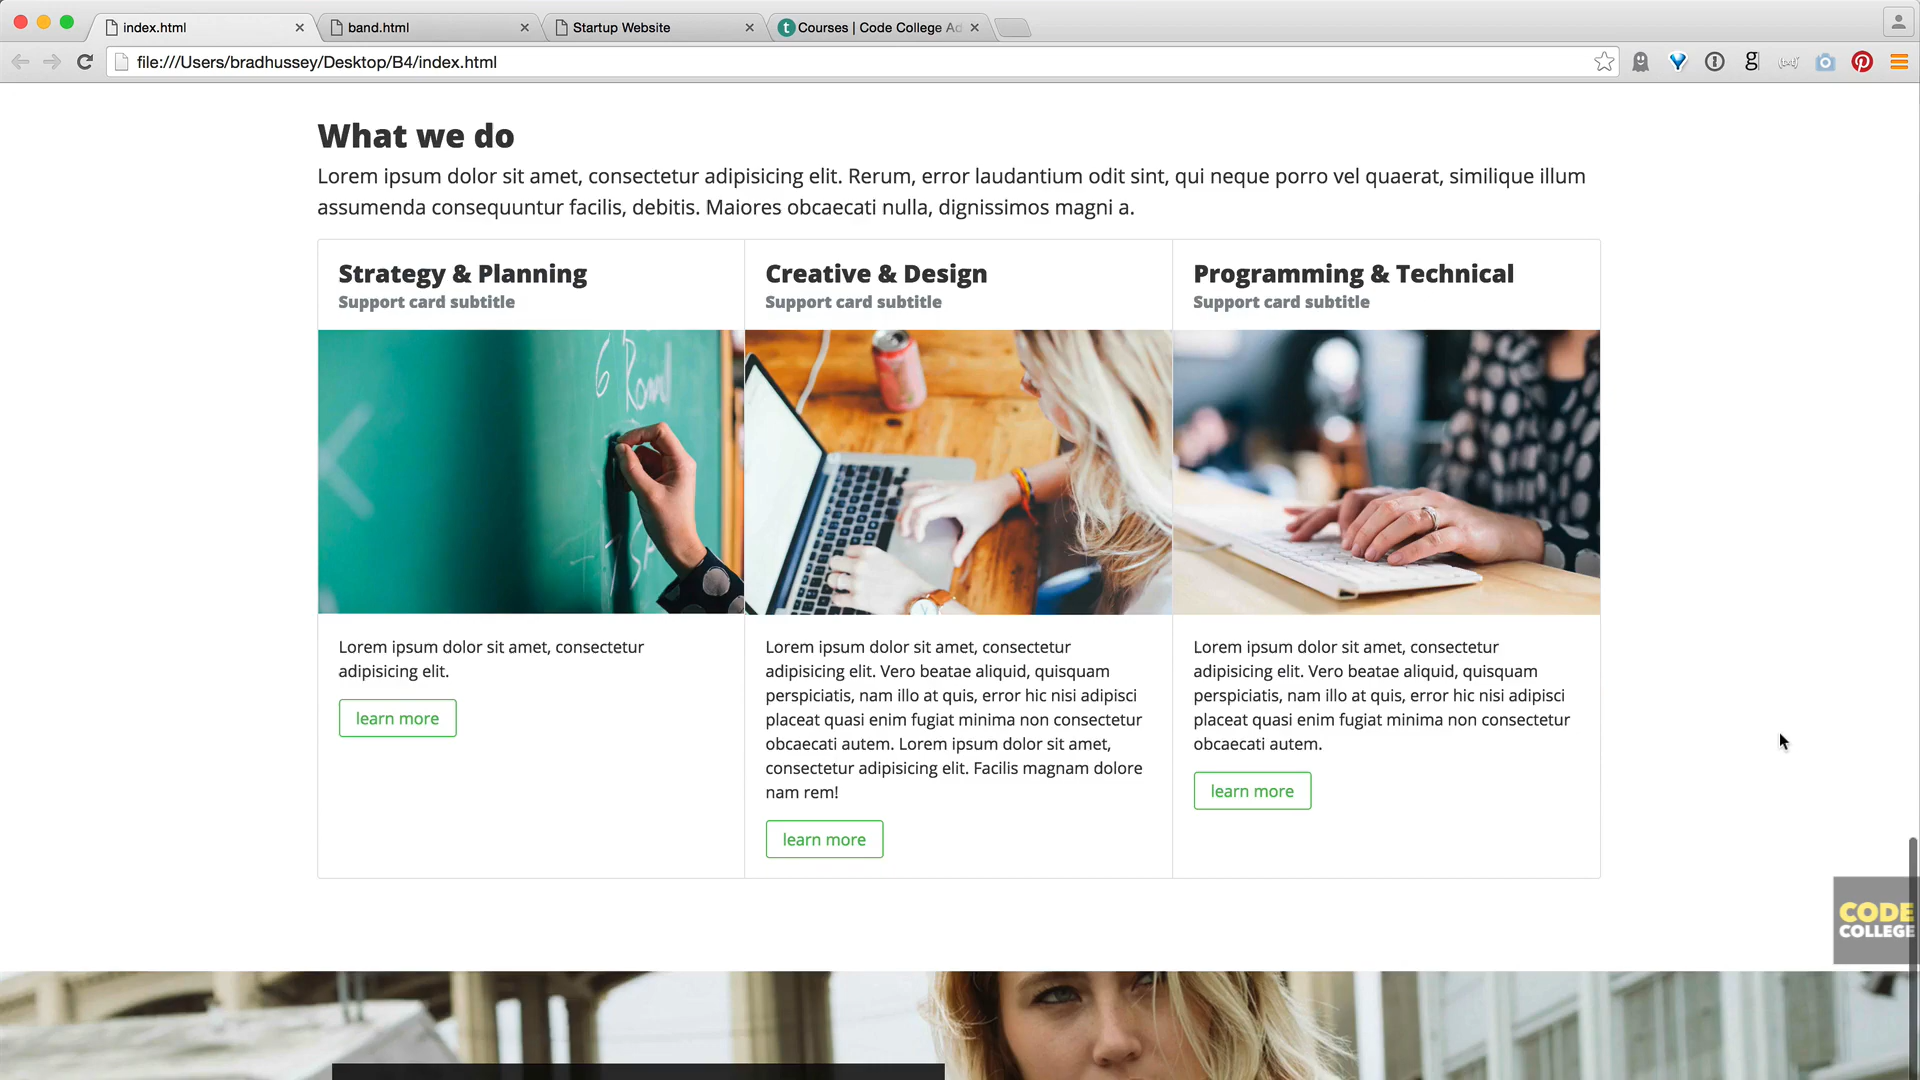 index.html
band.html
Startup Website
t
Courses | Code College Ad
file:///Users/bradhussey/Desktop/B4/index.html
g
What we do
Lorem ipsum dolor sit amet, consectetur adipisicing elit. Rerum, error laudantium odit sint, qui neque porro vel quaerat, similique illum
assumenda consequuntur facilis, debitis. Maiores obcaecati nulla, dignissimos magni a.
Strategy & Planning
Support card subtitle
6
Lorem ipsum dolor sit amet, consectetur
adipisicing elit.
learn more
Creative & Design
Support card subtitle
Lorem ipsum dolor sit amet, consectetur
adipisicing elit. Vero beatae aliquid, quisquam
perspiciatis, nam illo at quis, error hic nisi adipisci
placeat quasi enim fugiat minima non consectetur
obcaecati autem. Lorem ipsum dolor sit amet,
consectetur adipisicing elit. Facilis magnam dolore
nam rem!
learn more
Programming & Technical
Support card subtitle
Lorem ipsum dolor sit amet, consectetur
adipisicing elit. Vero beatae aliquid, quisquam
perspiciatis, nam illo at quis, error hic nisi adipisci
placeat quasi enim fugiat minima non consectetur
obcaecati autem.
learn more
CODE
COLLEGE